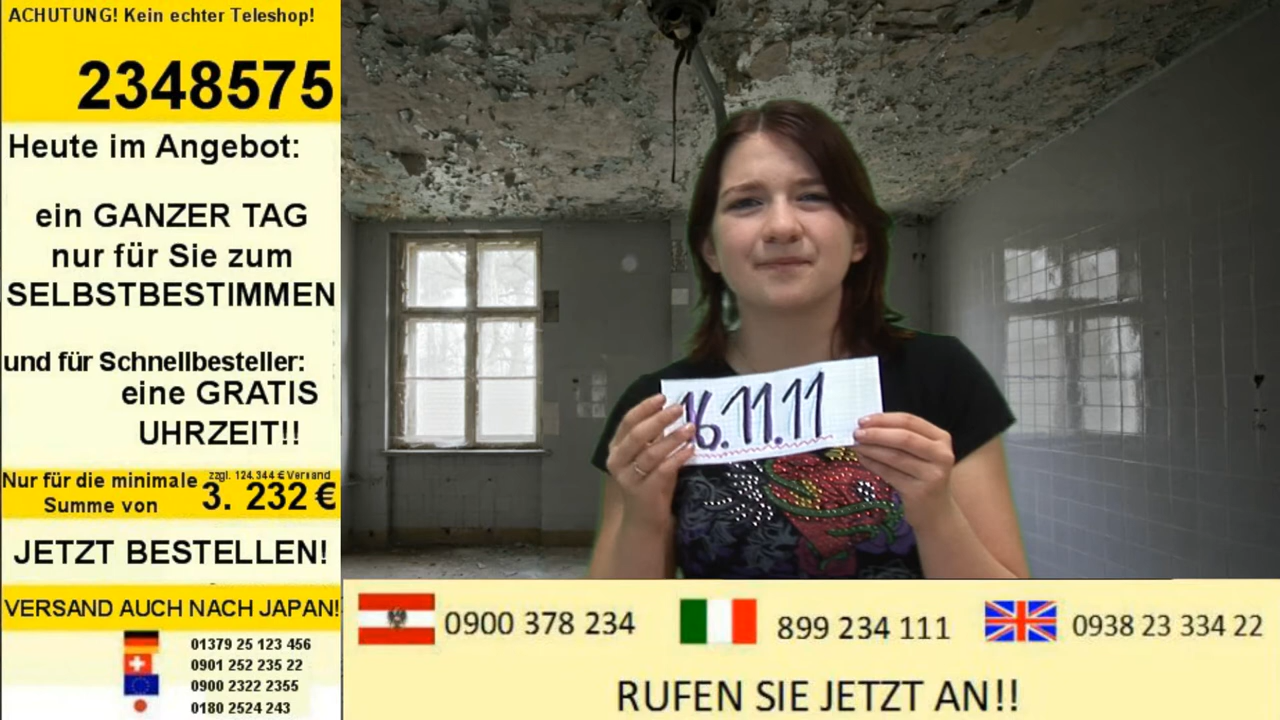 ACHUTUNG! Kein echter Teleshop!
2348575
Heute im Angebot:
ein GANZER TAG
nur für Sie zum
SELBSTBESTIMMEN
und für Schnellbesteller:
eine GRATIS
UHRZEIT!!
Nur für die minimale
Summe von
zzgl. 124.344 € Versand
3. 232 €
JETZT BESTELLEN!
VERSAND AUCH NACH JAPAN!
01379 25 123 456
0901 252 235 22
0900 2322 2355
0180 2524 243
16.11.11
0900 378 234
899 234 111
0938 23 334 22
RUFEN SIE JETZT AN!!